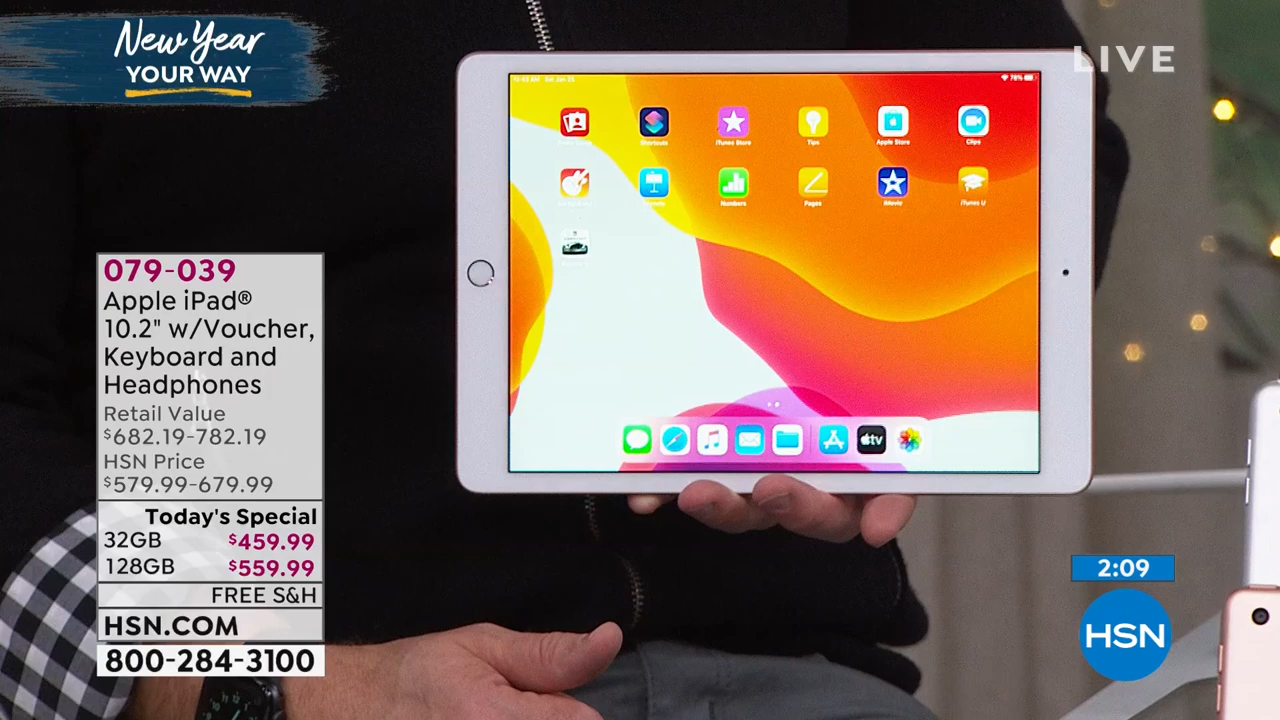 New Year
YOUR WAY
LIVE
78%
Shortcuts
iTunes Store
Tips
Apple Store
Clips
Numbers
Pages
iMovie
iTunes U
tv
079-039
Apple iPad®
10.2" w/Voucher,
Keyboard and
Headphones
Retail Value
$682.19-782.19
HSN Price
$579.99-679.99
Today's Special
32GB $459.99
128GB $559.99
FREE S&H
HSN.COM
800-284-3100
2:09
HSN